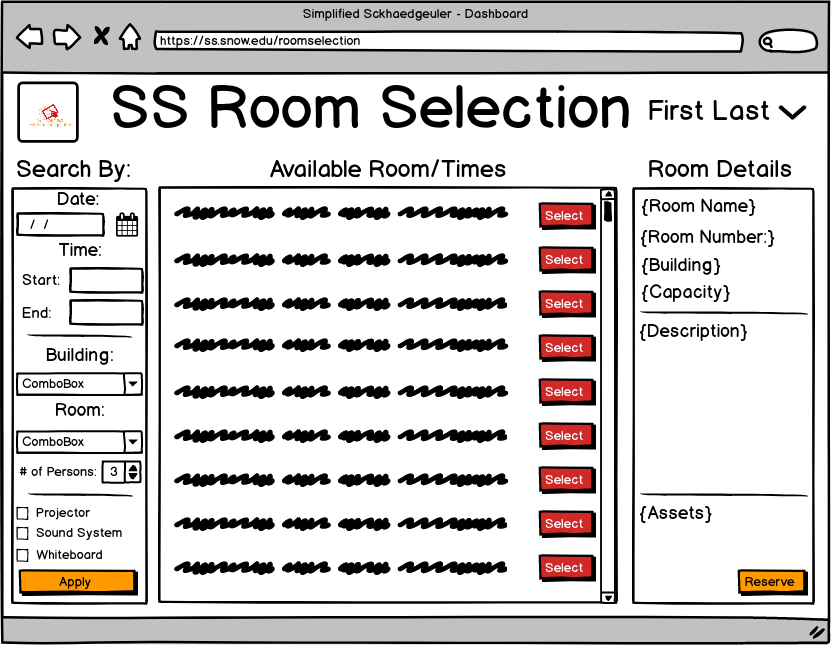 Simplified Sckhaedgeuler - Dashboard
https://ss.snow.edu/roomselection
SS Room Selection
First Last
Search By:
Date:
/ /
Time:
Start:
End:
Building:
ComboBox
Room:
ComboBox
# of Persons: 3
Projector
Sound System
Whiteboard
Apply
Available Room/Times
Select
Select
Select
Select
Select
Select
Select
Select
Select
Room Details
{Room Name}
{Room Number:}
{Building}
{Capacity}
{Description}
{Assets}
Reserve